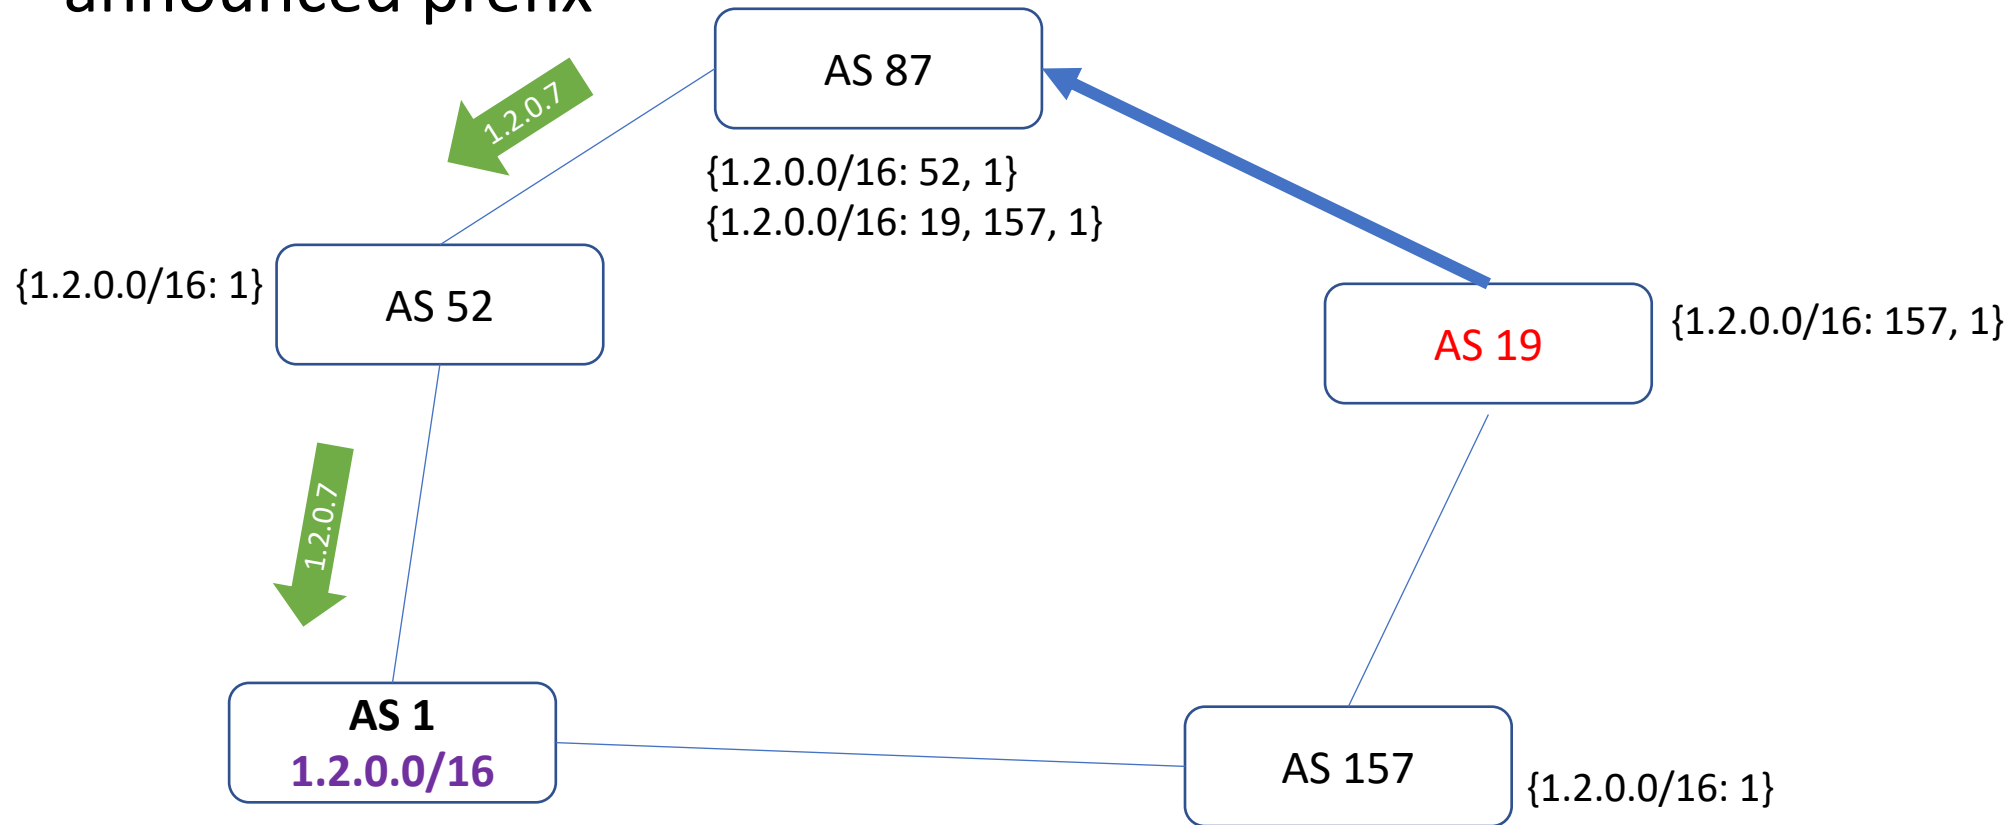 announced prefix
AS 87
1.2.0.7
{1.2.0.0/16: 52, 1}
{1.2.0.0/16: 19, 157, 1}
{1.2.0.0/16: 1}
AS 52
AS 19
{1.2.0.0/16: 157, 1}
1.2.0.7
AS 1
1.2.0.0/16
AS 157
{1.2.0.0/16: 1}